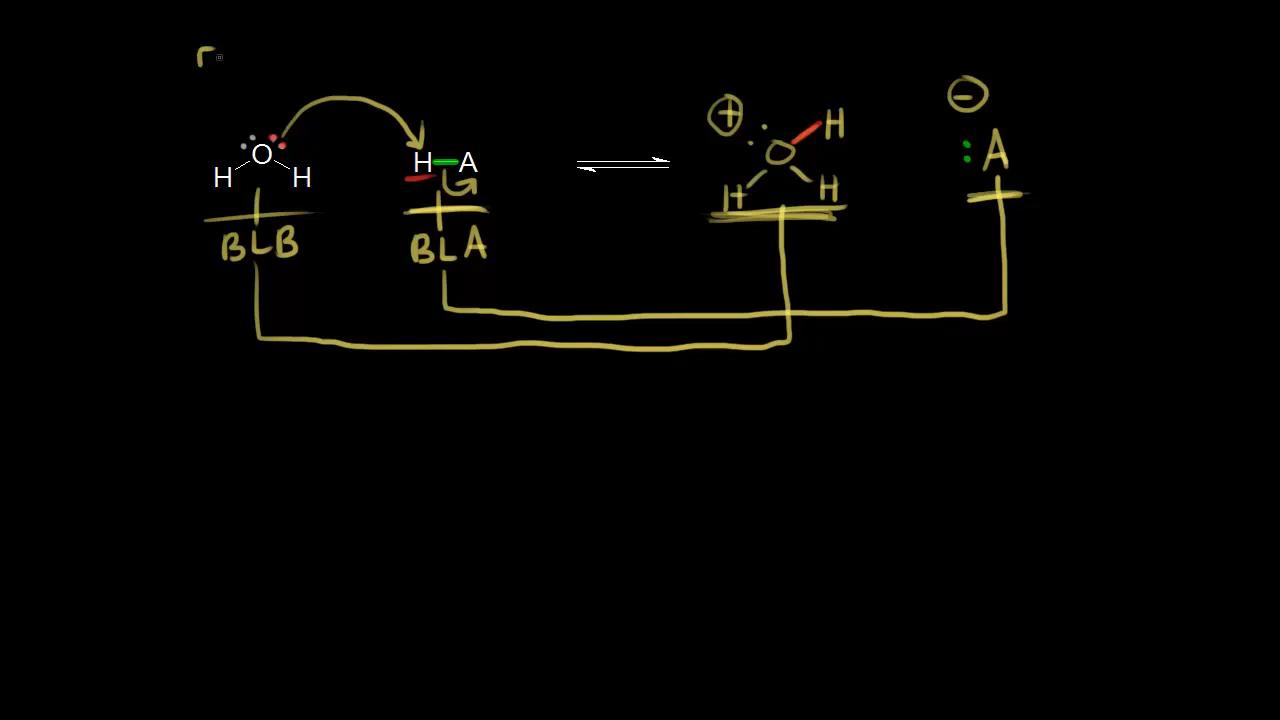 r
+ −
O H A O H A
H H H H
BLB BLA